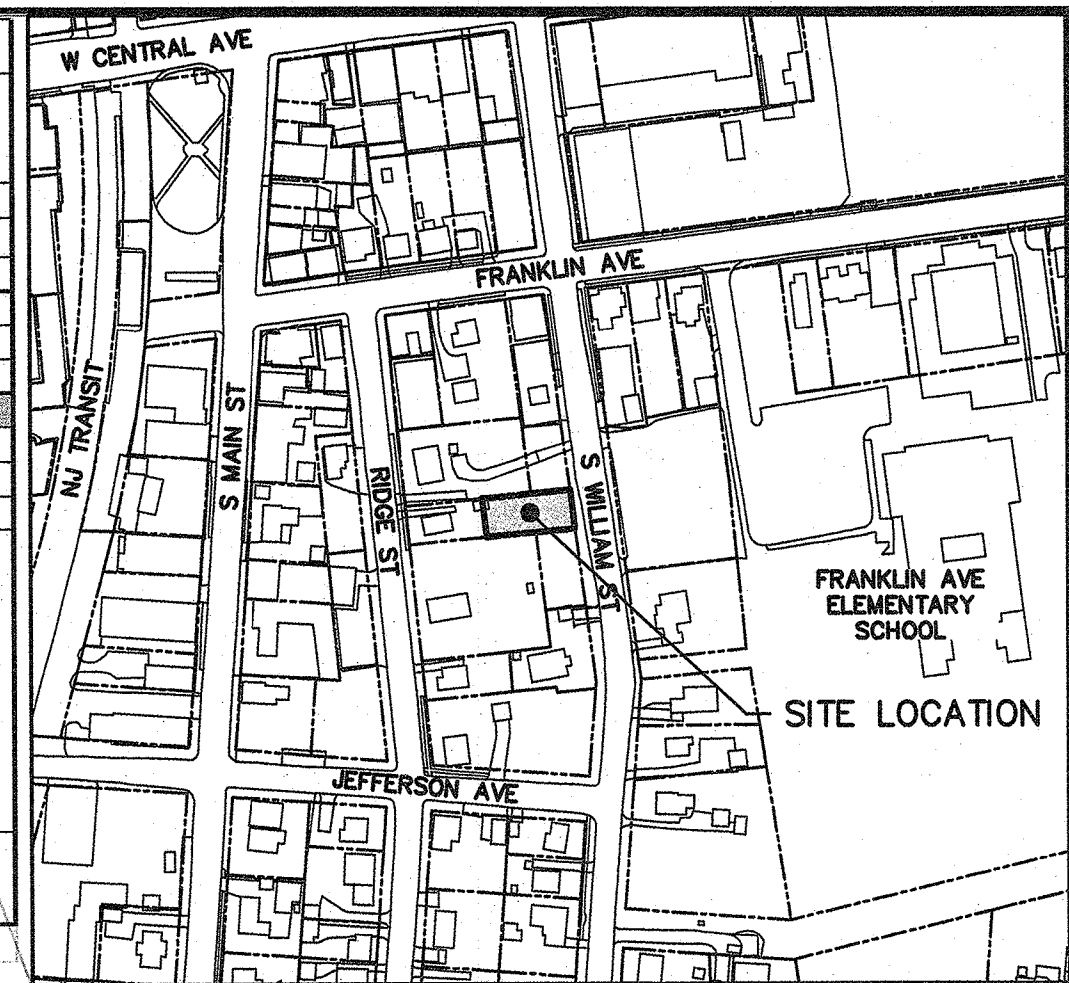 W CENTRAL AVE
FRANKLIN AVE
NJ TRANSIT
S MAIN ST
RIDGE ST
S WILLIAM ST
FRANKLIN AVE
ELEMENTARY
SCHOOL
SITE LOCATION
JEFFERSON AVE